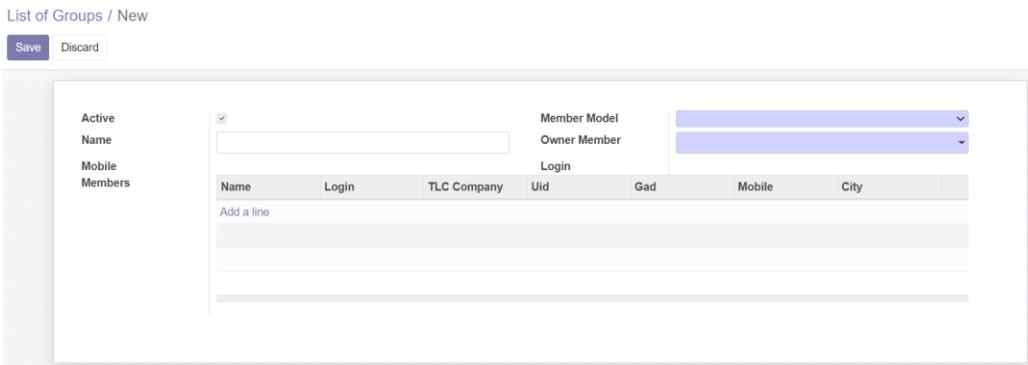 List of Groups / New
Save Discard
Active
Member Model
Name
Owner Member
Mobile
Login
Members
Name Login TLC Company Uid Gad Mobile City
Add a line